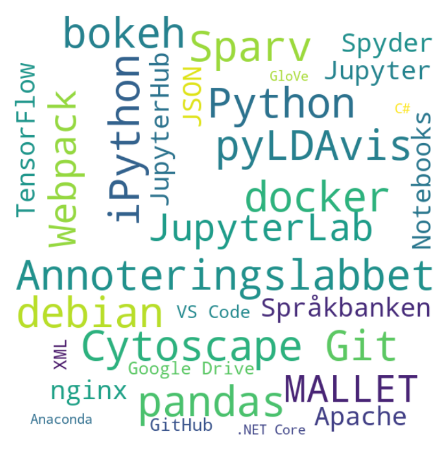 bokeh
Sparv
Spyder
Jupyter
GloVe
TensorFlow
Webpack
iPython
JupyterHub
JSON
Python
C#
pyLDAvis
Notebooks
docker
JupyterLab
Annoteringslabbet
debian
VS Code
Språkbanken
XML
Cytoscape
Git
Google Drive
nginx
pandas
MALLET
Anaconda
GitHub
.NET Core
Apache